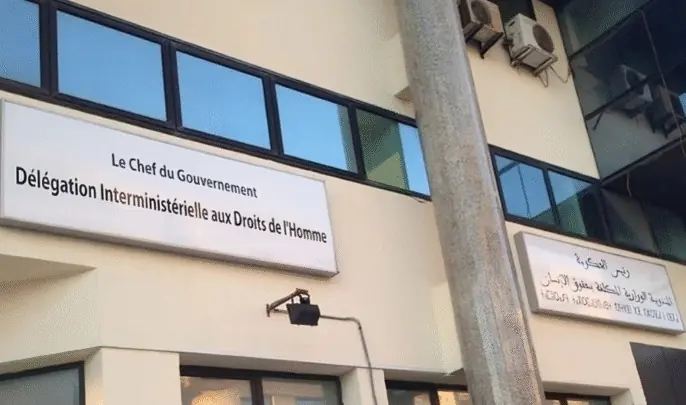 Le Chef du Gouvernement
Délégation Interministérielle aux Droits de l'Homme
رئيس الحكومة
المندوبية الوزارية المكلفة بحقوق الإنسان